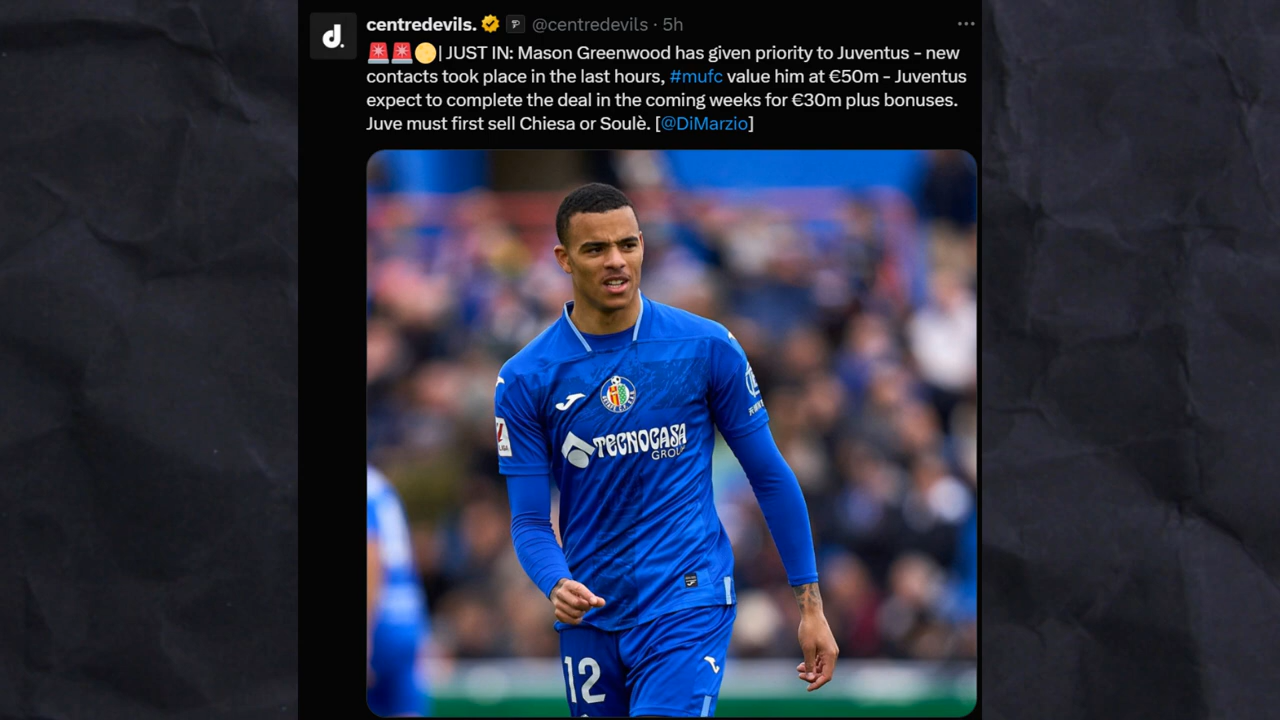 d.
centredevils. @centredevils · 5h
🚨🚨🌕| JUST IN: Mason Greenwood has given priority to Juventus - new
contacts took place in the last hours, #mufc value him at €50m - Juventus
expect to complete the deal in the coming weeks for €30m plus bonuses.
Juve must first sell Chiesa or Soulè. [@DiMarzio]
TECNOCASA
GROUP
12